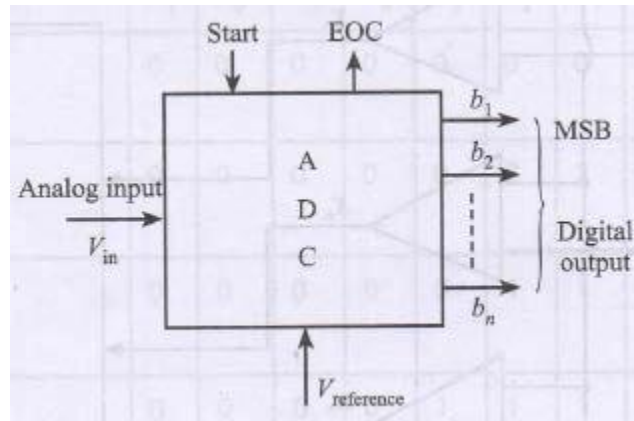 Start EOC
b1
MSB
A
b2
Analog input
D
Vin
Digital
C
output
bn
Vreference